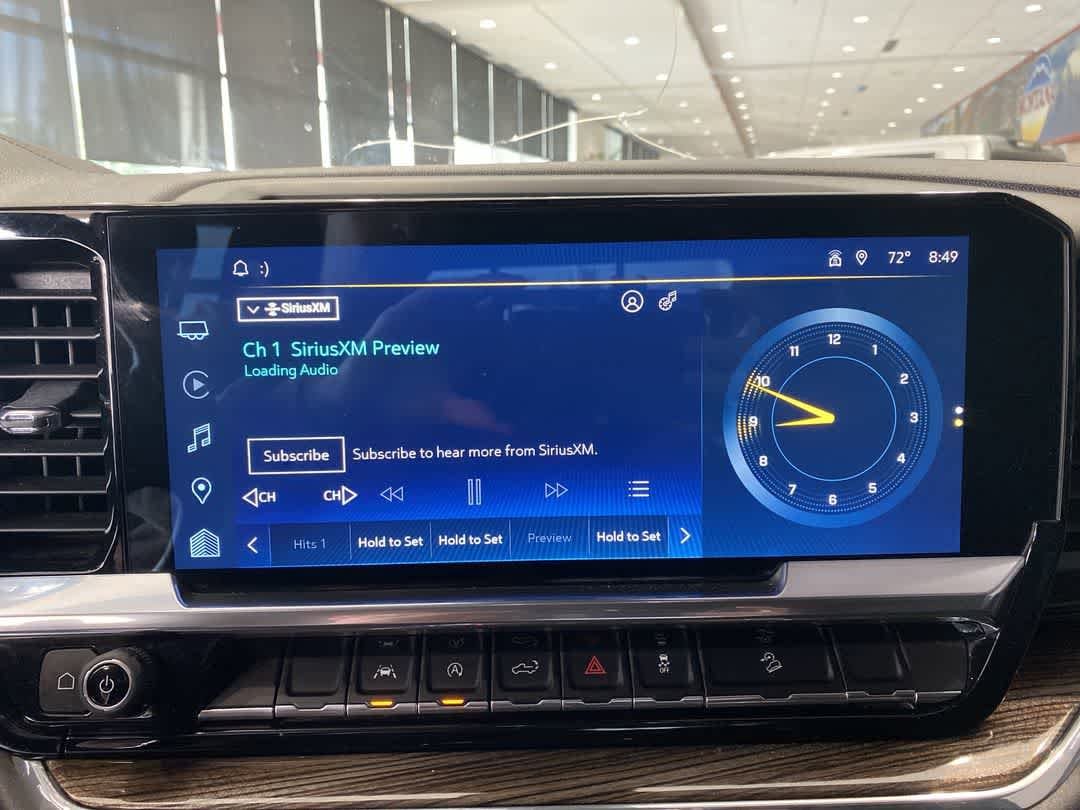 :)
72° 8:49
SiriusXM
Ch 1 SiriusXM Preview
Loading Audio
Subscribe Subscribe to hear more from SiriusXM.
CH CH
Hits 1 Hold to Set Hold to Set Preview Hold to Set
12
1
2
3
4
5
6
7
8
9
10
11
A
OFF